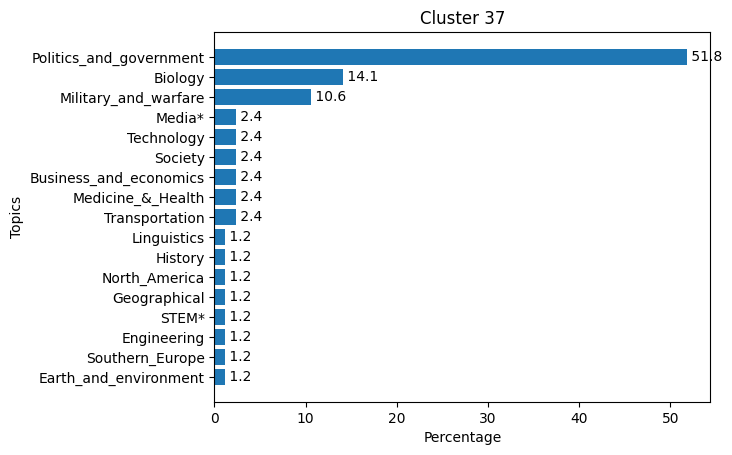 Cluster 37
Politics_and_government 51.8
Biology 14.1
Military_and_warfare 10.6
Media* 2.4
Technology 2.4
Society 2.4
Business_and_economics 2.4
Medicine_&_Health 2.4
Transportation 2.4
Linguistics 1.2
History 1.2
North_America 1.2
Geographical 1.2
STEM* 1.2
Engineering 1.2
Southern_Europe 1.2
Earth_and_environment 1.2
Topics
0 10 20 30 40 50
Percentage